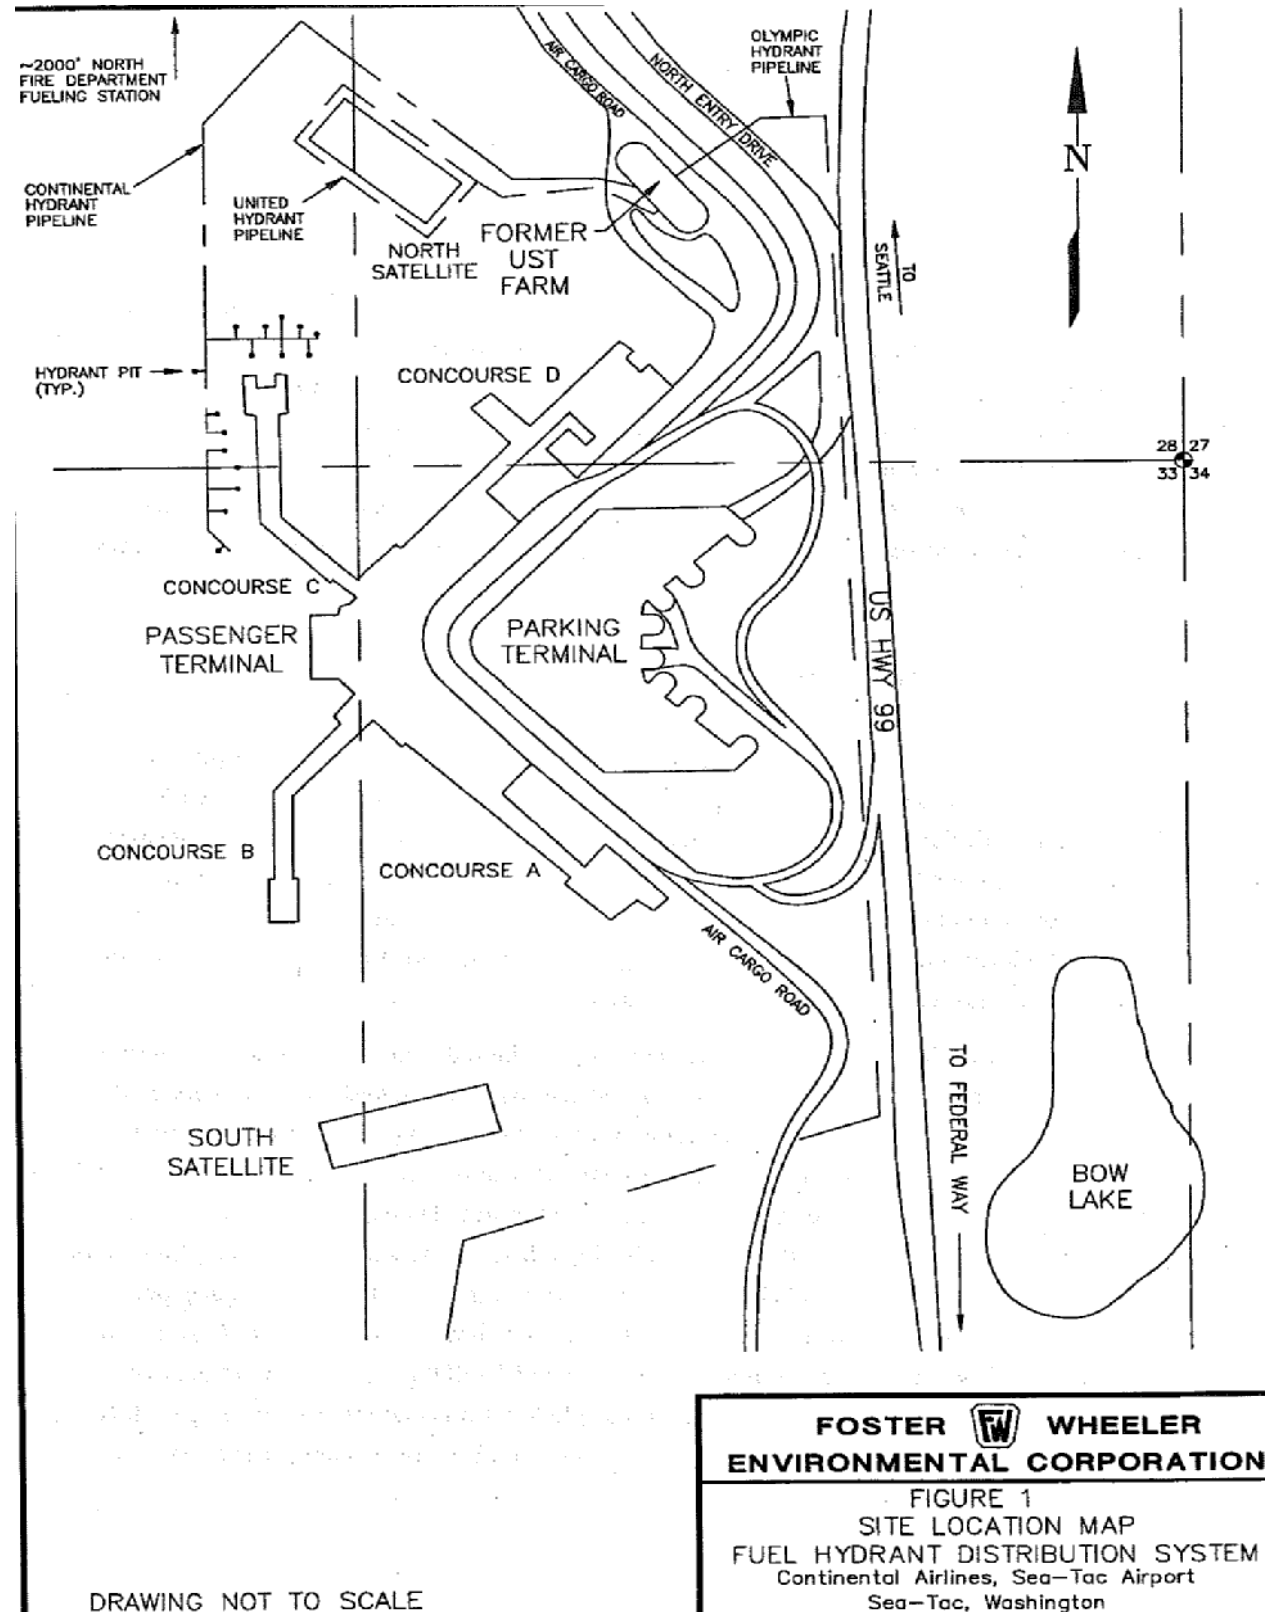 ~2000' NORTH
FIRE DEPARTMENT
FUELING STATION
AIR CARGO ROAD
NORTH ENTRY DRIVE
OLYMPIC
HYDRANT
PIPELINE
N
CONTINENTAL
HYDRANT
PIPELINE
UNITED
HYDRANT
PIPELINE
NORTH
SATELLITE
FORMER
UST
FARM
TO
SEATTLE
HYDRANT PIT
(TYP.)
CONCOURSE D
28 27
33 34
CONCOURSE C
PASSENGER
TERMINAL
PARKING
TERMINAL
US HWY 99
CONCOURSE B
CONCOURSE A
AIR CARGO ROAD
TO FEDERAL WAY
SOUTH
SATELLITE
BOW
LAKE
FOSTER FW WHEELER
ENVIRONMENTAL CORPORATION
FIGURE 1
SITE LOCATION MAP
FUEL HYDRANT DISTRIBUTION SYSTEM
Continental Airlines, Sea-Tac Airport
Sea-Tac, Washington
DRAWING NOT TO SCALE